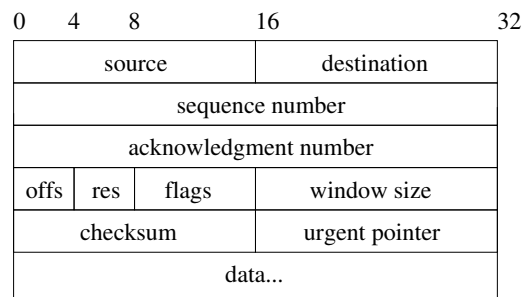 0 4 8 16 32
source destination
sequence number
acknowledgment number
offs res flags window size
checksum urgent pointer
data...